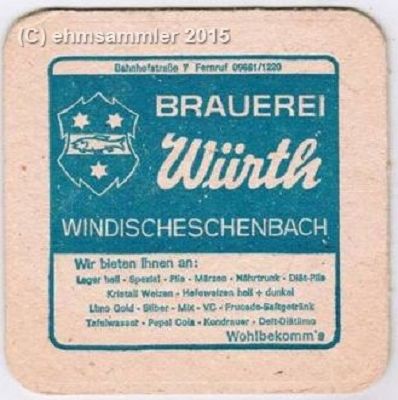 (C) ehmsammler 2015
Bahnhofstraße 7 Fernruf 09681/1220
BRAUEREI
Würth
WINDISCHESCHENBACH
Wir bieten Ihnen an:
Lager hell - Spezial - Pils - Märzen - Nährtrunk - Diät-Pils
Kristall Weizen - Hefeweizen hell + dunkel
Limo Gold - Silber - Mix - VC - Frucade-Saftgetränk
Tafelwasser - Pepsi Cola - Kondrauer - Deit-Diätlimo
Wohlbekomm's